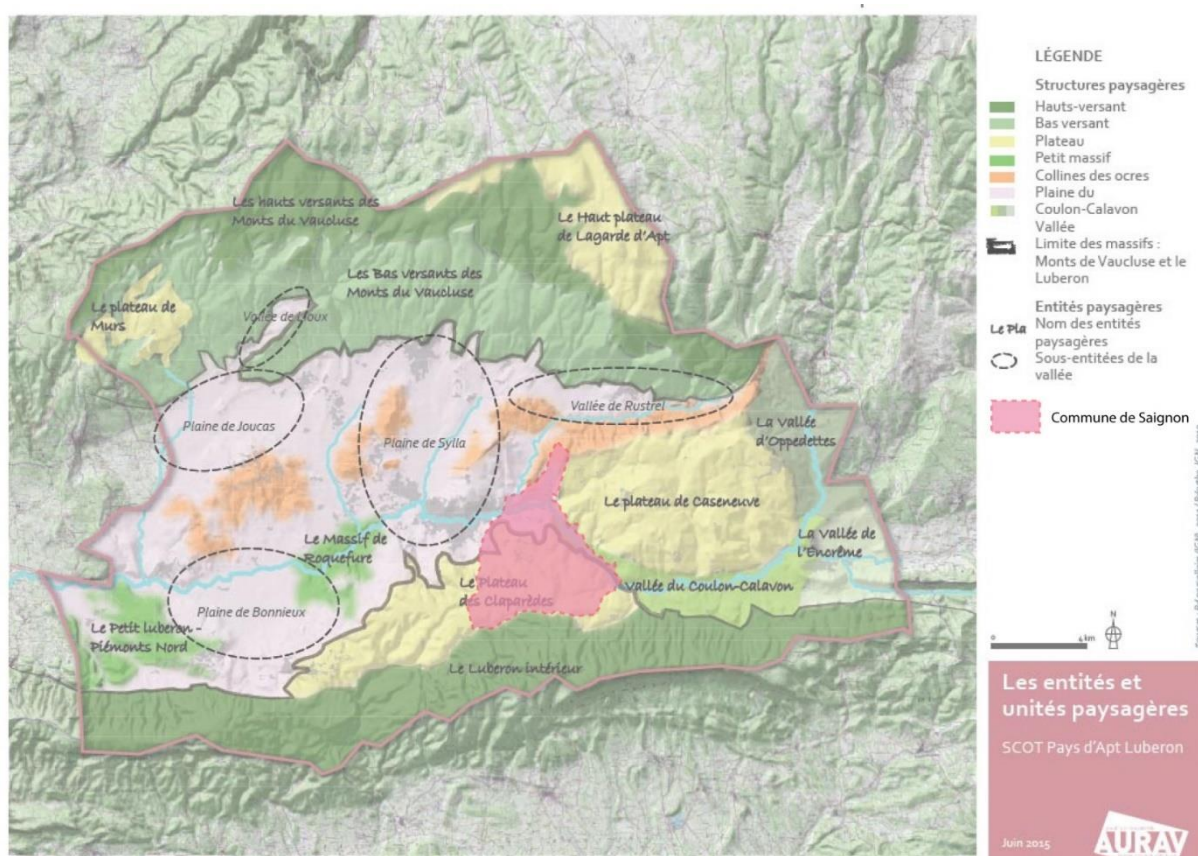 Les hauts versants des
Monts du Vaucluse
Le Haut plateau
de Lagarde d'Apt
Les Bas versants des
Monts du Vaucluse
Le plateau de
Murs
Vallée de Lioux
Plaine de Joucas
Plaine de Sylla
Vallée de Rustrel
La Vallée
d'Oppedettes
Le plateau de Caseneuve
Le Massif de
Roquefure
La Vallée de
l'Encrême
Le Plateau
des Claparèdes
Vallée du Coulon-Calavon
Plaine de Bonnieux
Le Petit luberon -
Piémonts Nord
Le Luberon intérieur
LÉGENDE
Structures paysagères
Hauts-versant
Bas versant
Plateau
Petit massif
Collines des ocres
Plaine du
Coulon-Calavon
Vallée
Limite des massifs :
Monts de Vaucluse et le
Luberon
Entités paysagères
Le Pla
Nom des entités
paysagères
Sous-entitées de la
vallée
Commune de Saignon
N
0 4 km
Les entités et
unités paysagères
SCOT Pays d'Apt Luberon
Juin 2015
AURAV